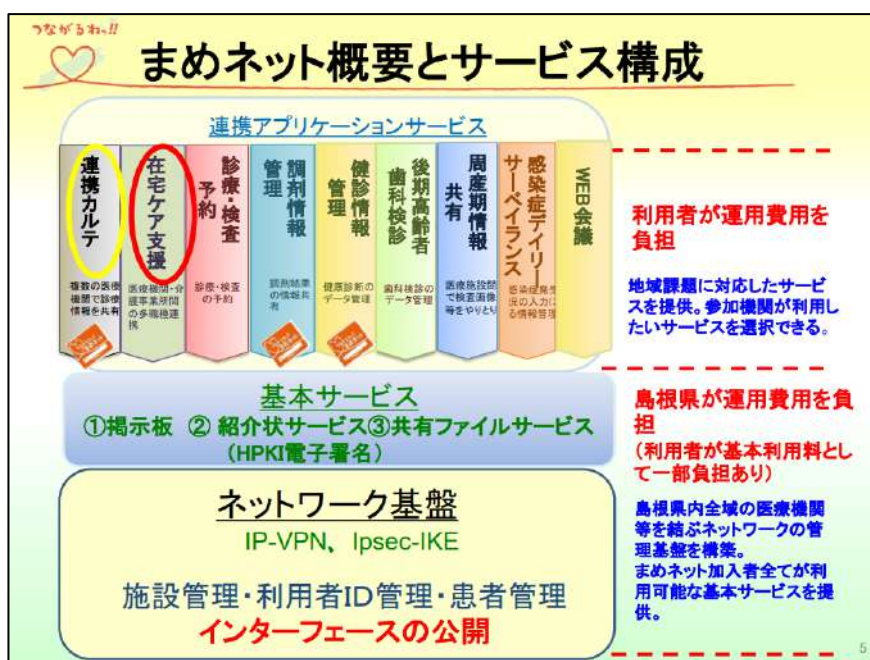 つながるわっ!!
まめネット概要とサービス構成
連携アプリケーションサービス
連携カルテ
複数の医療
機関で診療
情報を共有
在宅ケア支援
医療機関・介
護事業所間
の多職種連
携
診療・検査
予約
診療・検査
の予約
調剤情報
管理
調剤結果
の情報共
有
健診情報
管理
健康診断の
データ管理
後期高齢者
歯科検診
歯科検診の
データ管理
周産期情報
共有
医療施設間
で検査画像
等をやりとり
感染症デイリー
サーベイランス
感染症発生
況の入力に
る情報管理
WEB会議
利用者が運用費用を
負担
地域課題に対応したサービ
スを提供。参加機関が利用し
たいサービスを選択できる。
基本サービス
①掲示板 ② 紹介状サービス③共有ファイルサービス
(HPKI電子署名)
島根県が運用費用を負
担
(利用者が基本利用料とし
て一部負担あり)
ネットワーク基盤
IP-VPN、Ipsec-IKE
施設管理・利用者ID管理・患者管理
インターフェースの公開
島根県内全域の医療機関
等を結ぶネットワークの管
理基盤を構築。
まめネット加入者全てが利
用可能な基本サービスを提
供。
5